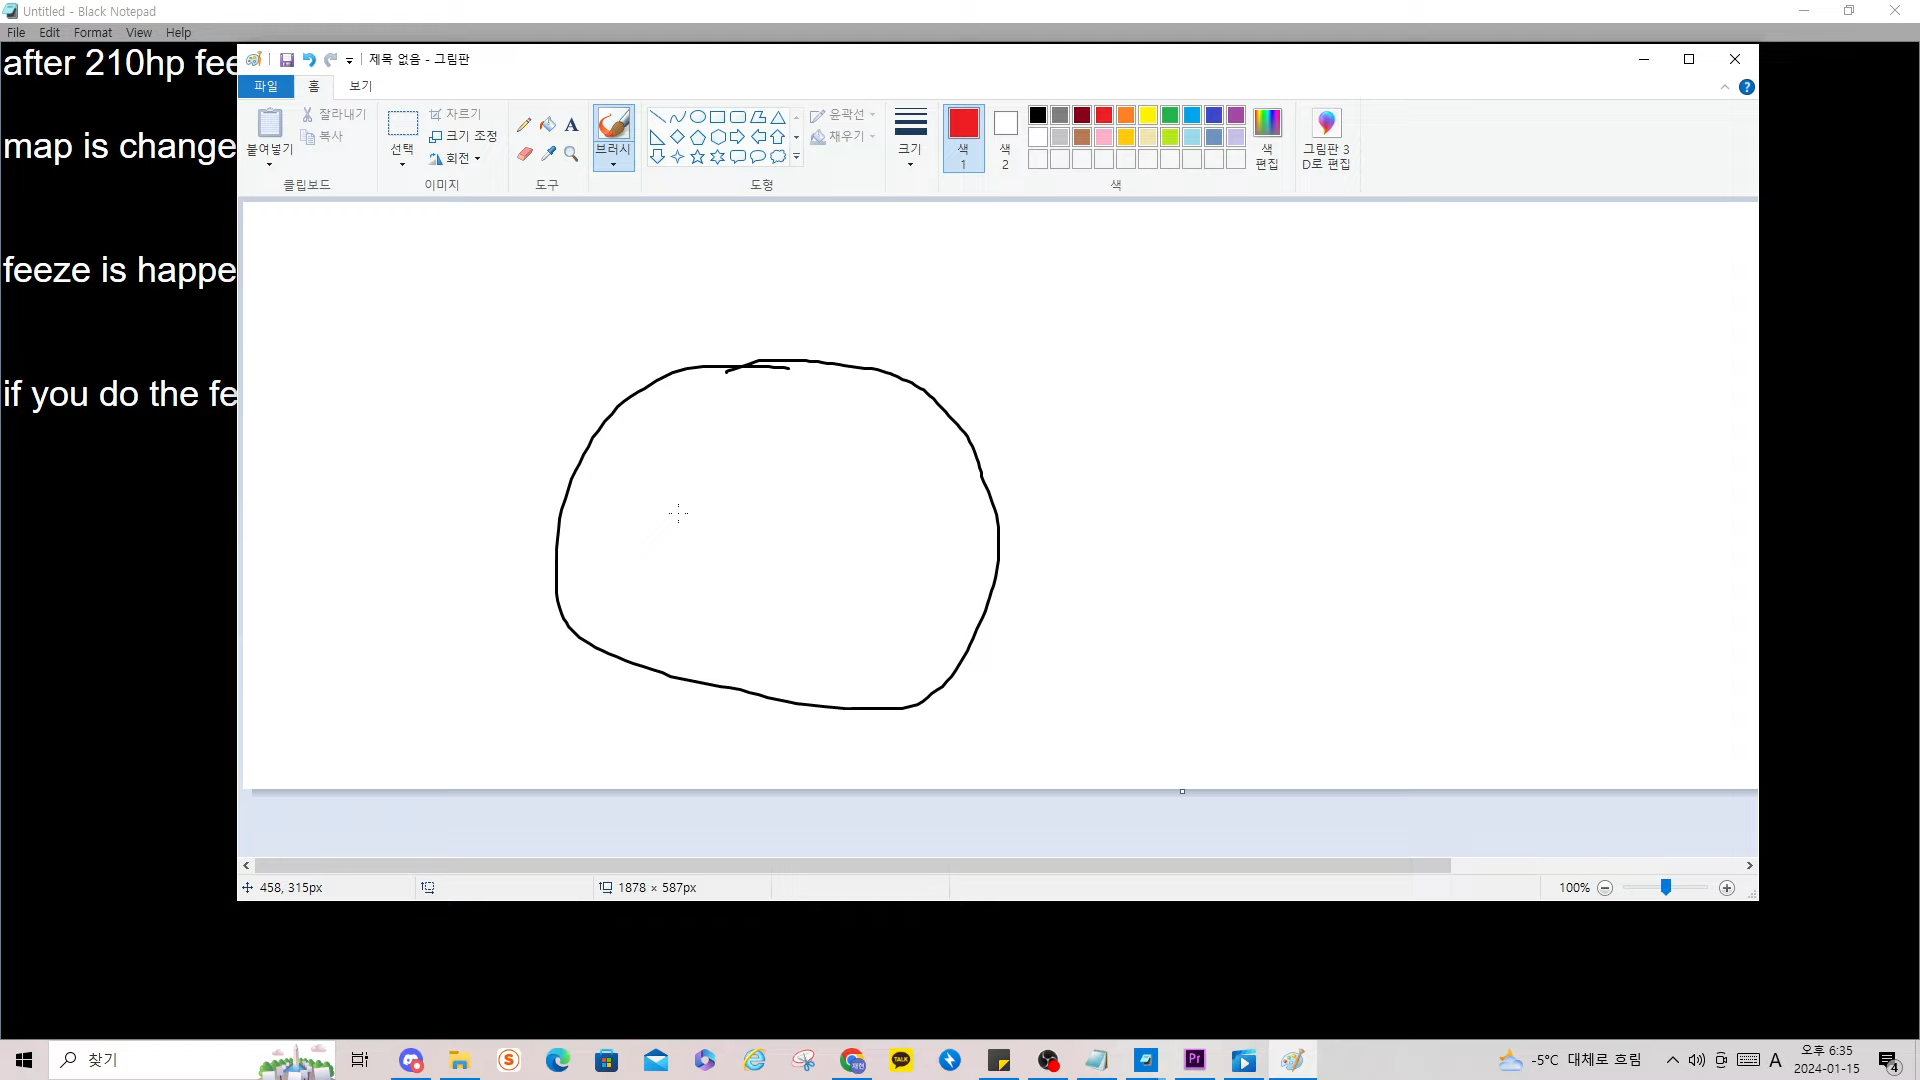 Untitled - Black Notepad
File Edit Format View Help
after 210hp fee
map is change
feeze is happe
if you do the fe
제목 없음 - 그림판
파일 홈 보기
붙여넣기
잘라내기
복사
클립보드
선택
자르기
크기 조정
회전
이미지
A
도구
브러시
윤곽선
채우기
도형
크기
색
1
색
2
색
편집
색
그림판 3
D로 편집
458, 315px
1878 × 587px
100%
찾기
TALK
Pr
-5°C 대체로 흐림
A
오후 6:35
2024-01-15
4